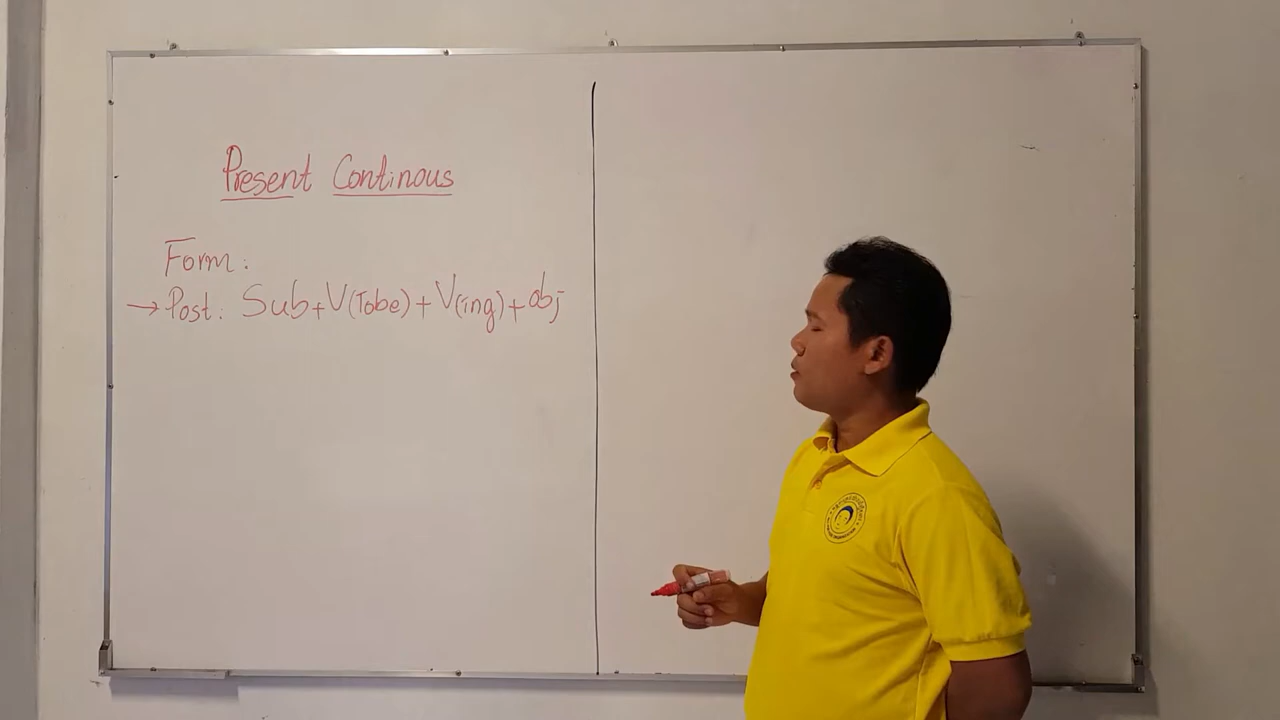 Present Continous
Form:
→Post: Sub+V(Tobe)+V(ing)+obj